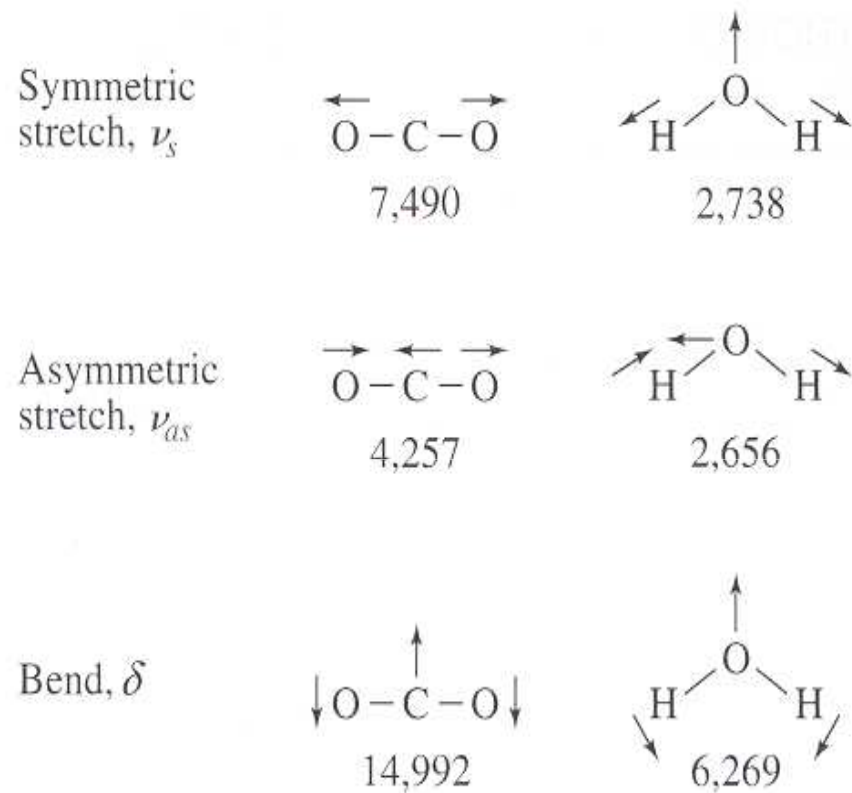 Symmetric
stretch, νs
O – C – O
O
H H
7,490
2,738
Asymmetric
stretch, νas
O – C – O
O
H H
4,257
2,656
Bend, δ
O – C – O
O
H H
14,992
6,269